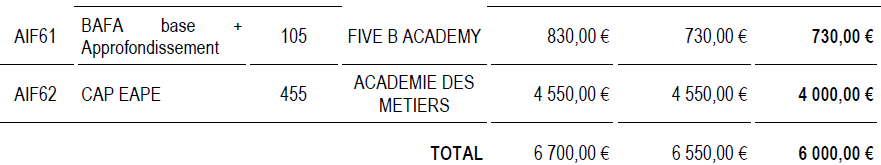 AIF61 BAFA base + Approfondissement 105 FIVE B ACADEMY 830,00 € 730,00 € 730,00 €
AIF62 CAP EAPE 455 ACADEMIE DES METIERS 4 550,00 € 4 550,00 € 4 000,00 €
TOTAL 6 700,00 € 6 550,00 € 6 000,00 €